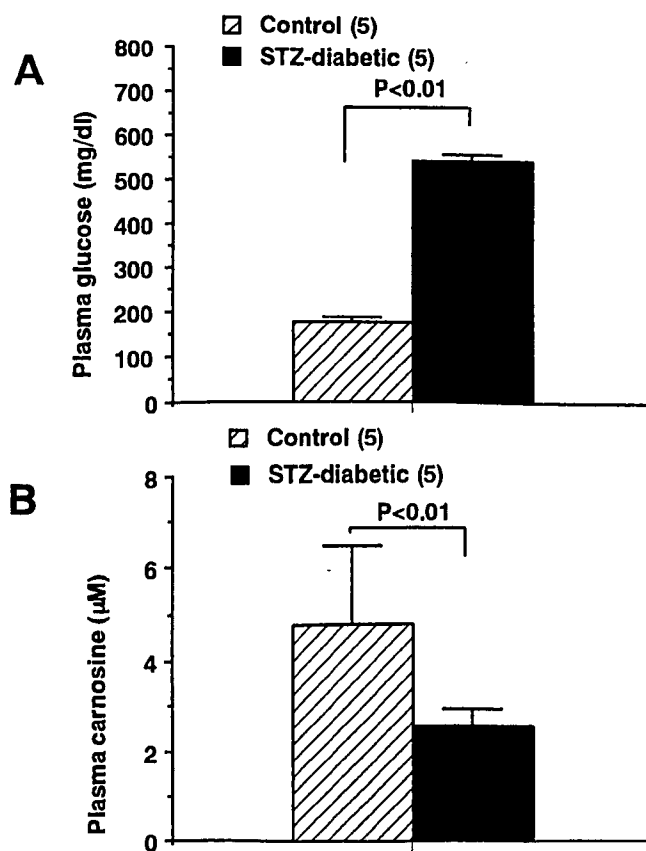 Control (5)
STZ-diabetic (5)
A
P<0.01
Plasma glucose (mg/dl)
800
700
600
500
400
300
200
100
0
Control (5)
STZ-diabetic (5)
B
P<0.01
Plasma carnosine (μM)
8
6
4
2
0